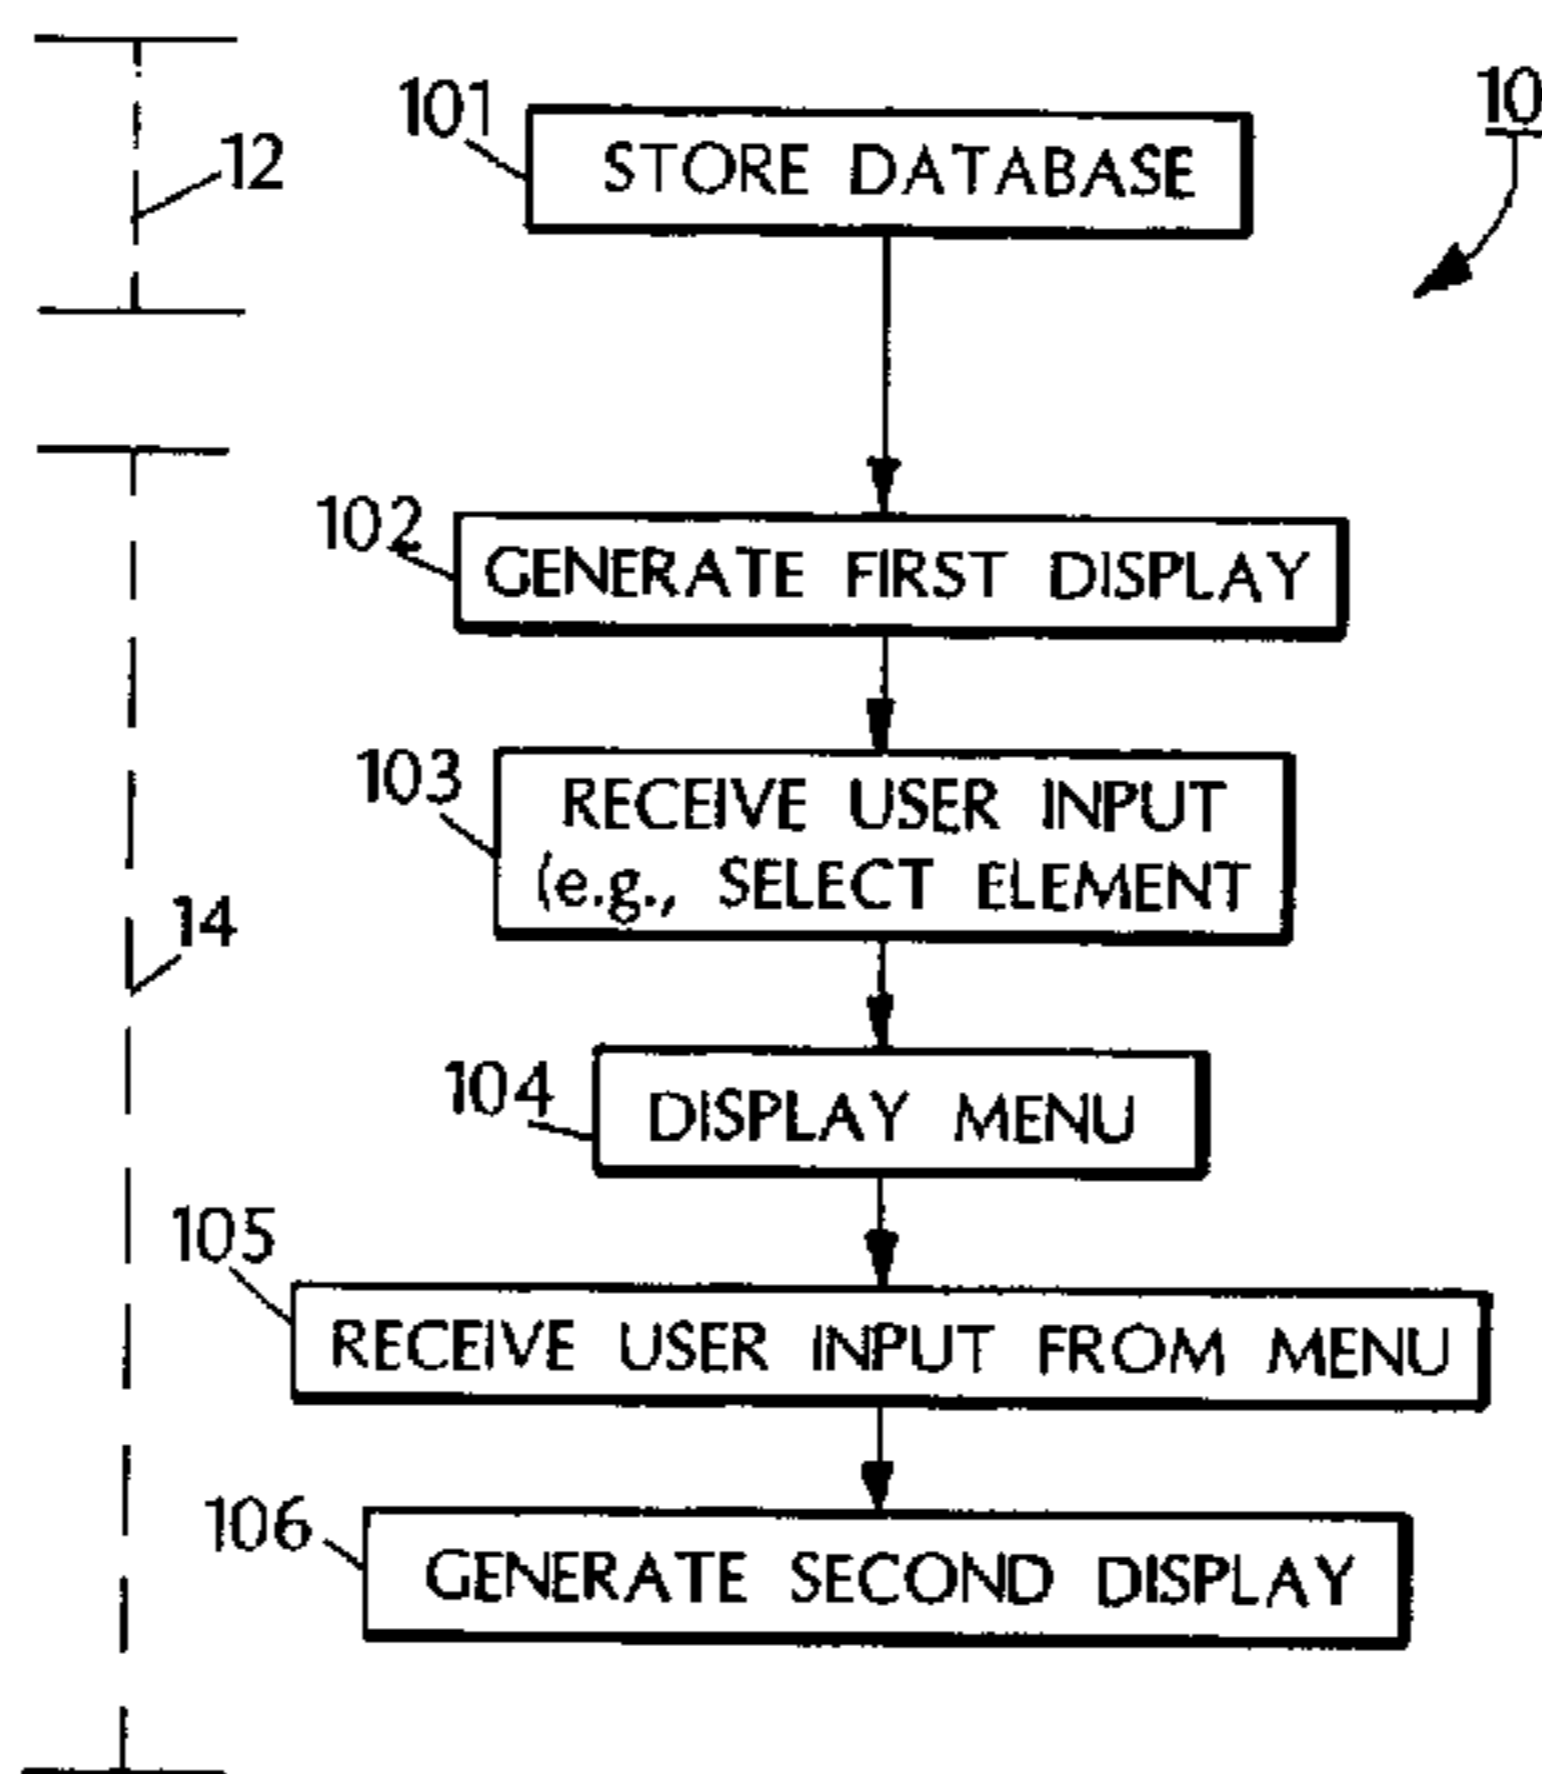 10
101
STORE DATABASE
12
102
GENERATE FIRST DISPLAY
103
RECEIVE USER INPUT
(e.g., SELECT ELEMENT
14
104
DISPLAY MENU
105
RECEIVE USER INPUT FROM MENU
106
GENERATE SECOND DISPLAY